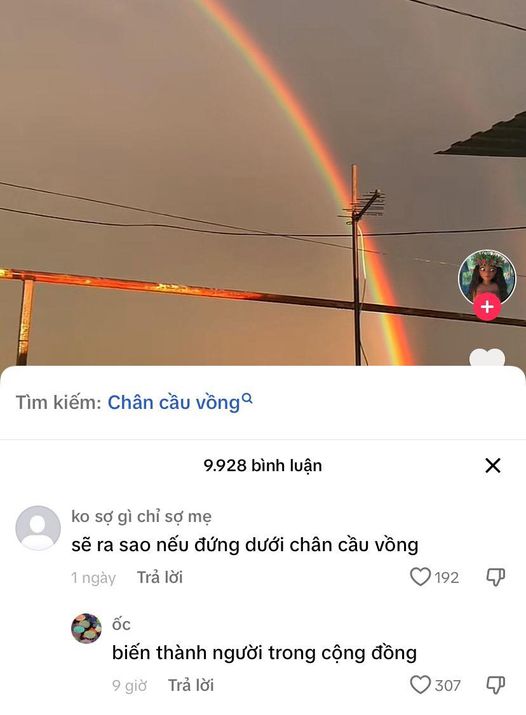 Tìm kiếm: Chân cầu vồng
9.928 bình luận
ko sợ gì chỉ sợ mẹ
sẽ ra sao nếu đứng dưới chân cầu vồng
1 ngày Trả lời 192
ốc
biến thành người trong cộng đồng
9 giờ Trả lời 307